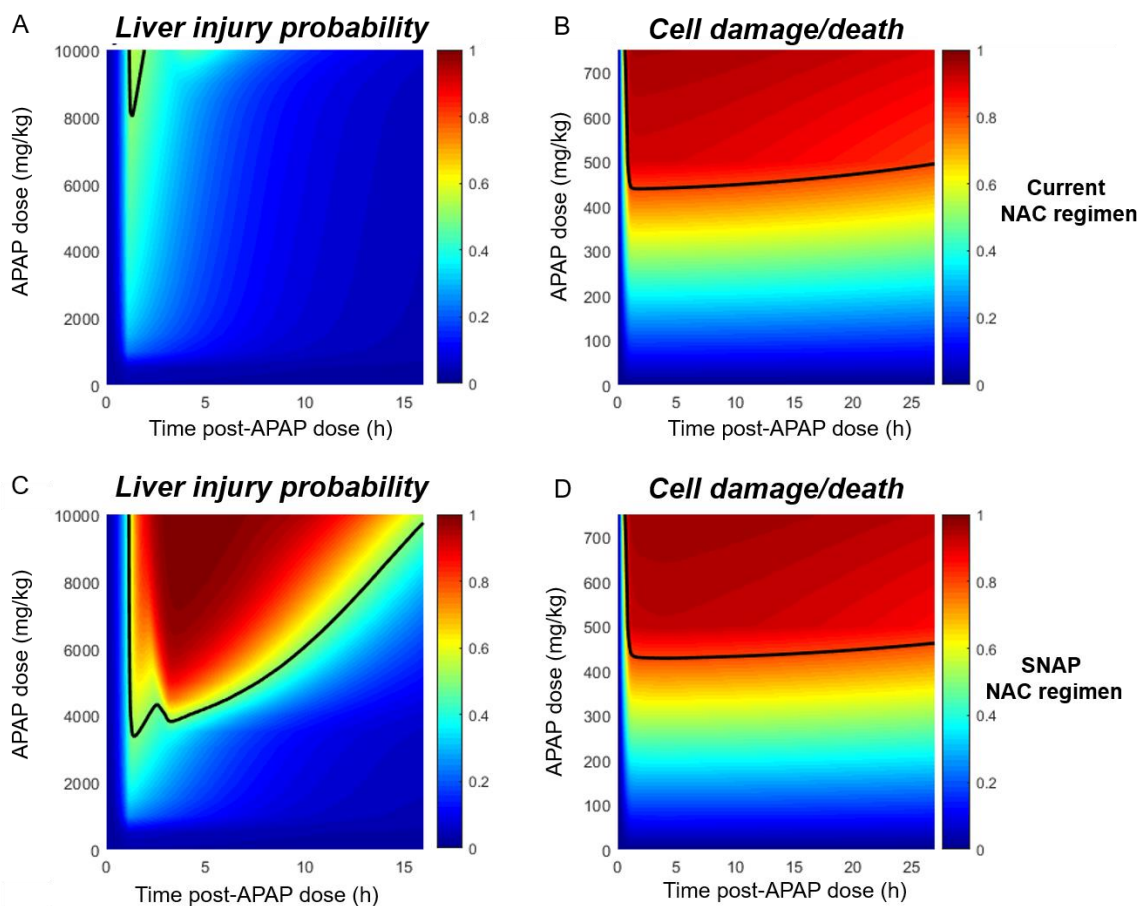 A
Liver injury probability
10000
8000
6000
4000
2000
0
APAP dose (mg/kg)
0 5 10 15
Time post-APAP dose (h)
1
0.8
0.6
0.4
0.2
0
B
Cell damage/death
700
600
500
400
300
200
100
0
APAP dose (mg/kg)
0 5 10 15 20 25
Time post-APAP dose (h)
1
0.8
0.6
0.4
0.2
0
Current
NAC regimen
C
Liver injury probability
10000
8000
6000
4000
2000
0
APAP dose (mg/kg)
0 5 10 15
Time post-APAP dose (h)
1
0.8
0.6
0.4
0.2
0
D
Cell damage/death
700
600
500
400
300
200
100
0
APAP dose (mg/kg)
0 5 10 15 20 25
Time post-APAP dose (h)
1
0.8
0.6
0.4
0.2
0
SNAP
NAC regimen